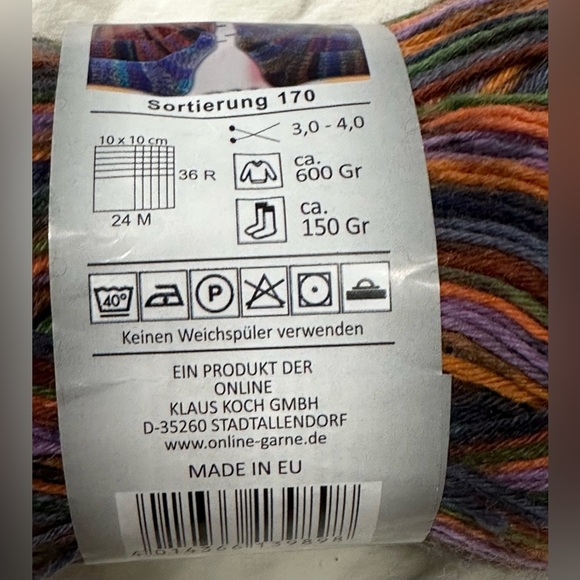 Sortierung 170
10 x 10 cm
36 R
24 M
3,0 - 4,0
ca.
600 Gr
ca.
150 Gr
40°
P
Keinen Weichspüler verwenden
EIN PRODUKT DER
ONLINE
KLAUS KOCH GMBH
D-35260 STADTALLENDORF
www.online-garne.de
MADE IN EU